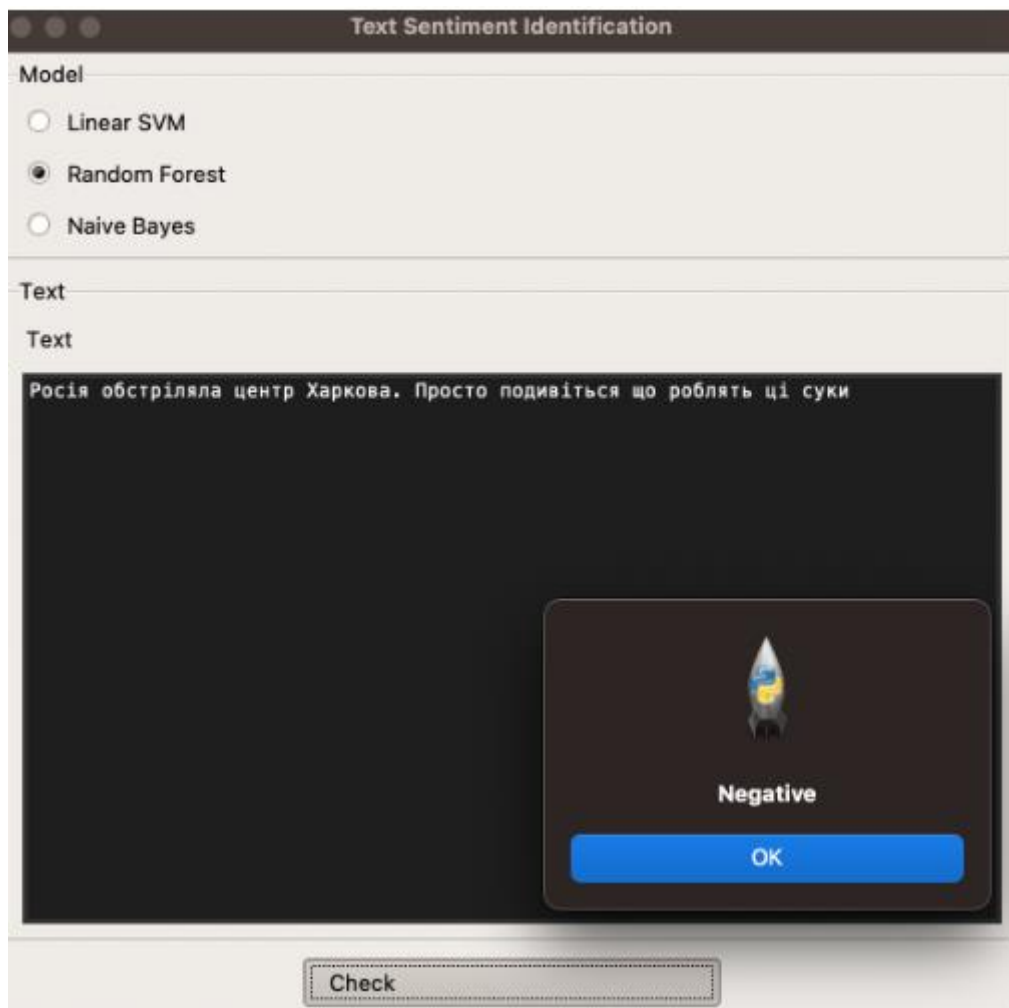 Text Sentiment Identification
Model
Linear SVM
Random Forest
Naive Bayes
Text
Text
Росія обстріляла центр Харкова. Просто подивіться що роблять ці суки
Negative
OK
Check